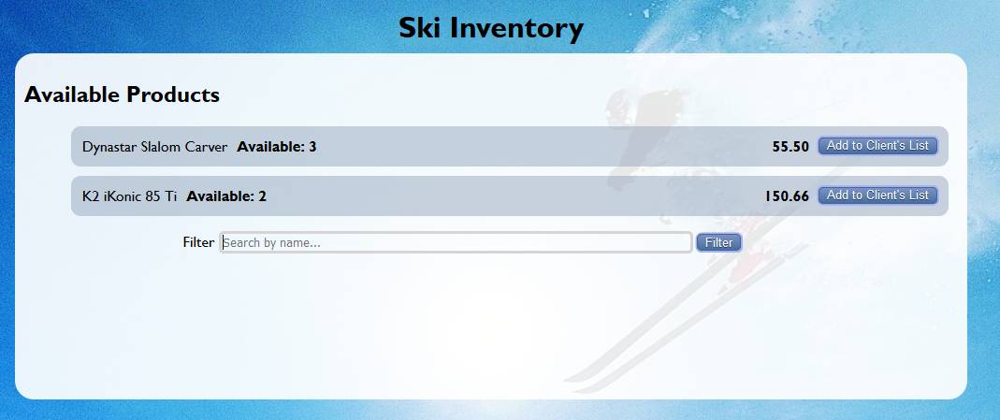 Ski Inventory
Available Products
Dynastar Slalom Carver Available: 3 55.50 Add to Client's List
K2 iKonic 85 Ti Available: 2 150.66 Add to Client's List
Filter Search by name... Filter